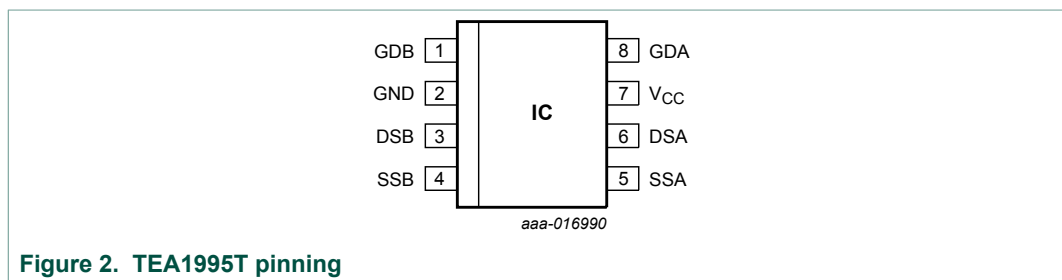 GDB 1
8 GDA
GND 2
7 VCC
IC
DSB 3
6 DSA
SSB 4
5 SSA
aaa-016990
Figure 2. TEA1995T pinning